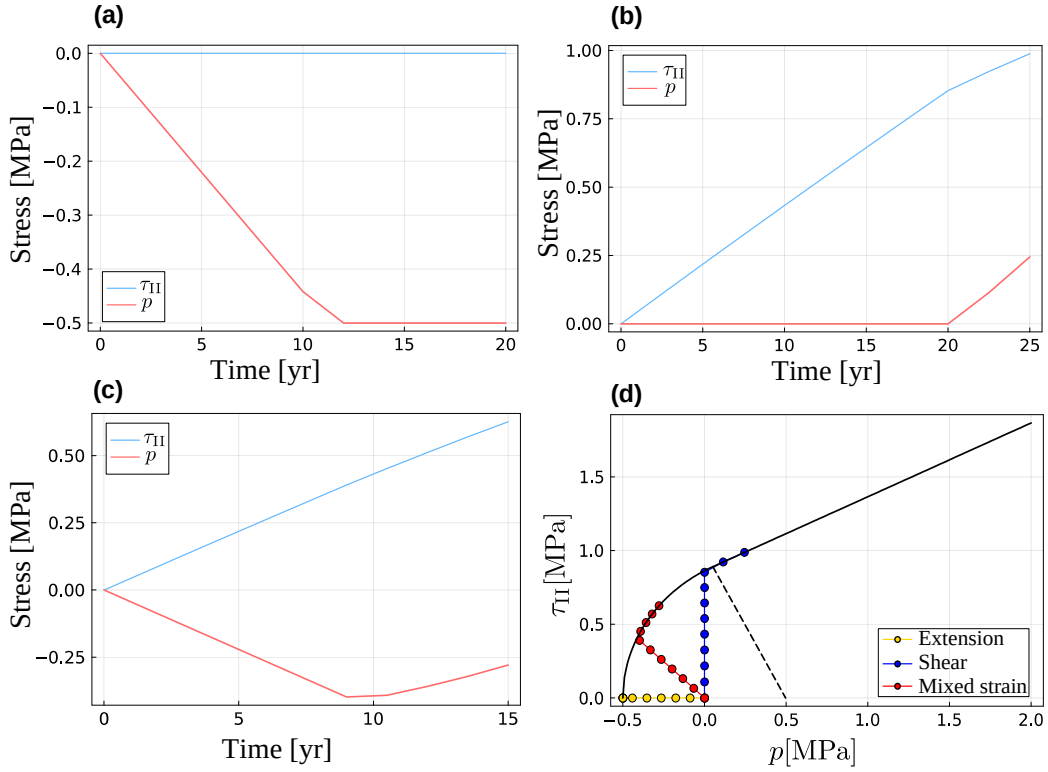 (a)
0.0
−0.1
−0.2
−0.3
−0.4
−0.5
Stress [MPa]
τII
p
0
5
10
15
20
Time [yr]
(b)
1.00
0.75
0.50
0.25
0.00
Stress [MPa]
τII
p
0
5
10
15
20
25
Time [yr]
(c)
0.50
0.25
0.00
−0.25
Stress [MPa]
τII
p
0
5
10
15
Time [yr]
(d)
1.5
1.0
0.5
0.0
τII[MPa]
Extension
Shear
Mixed strain
−0.5
0.0
0.5
1.0
1.5
2.0
p[MPa]